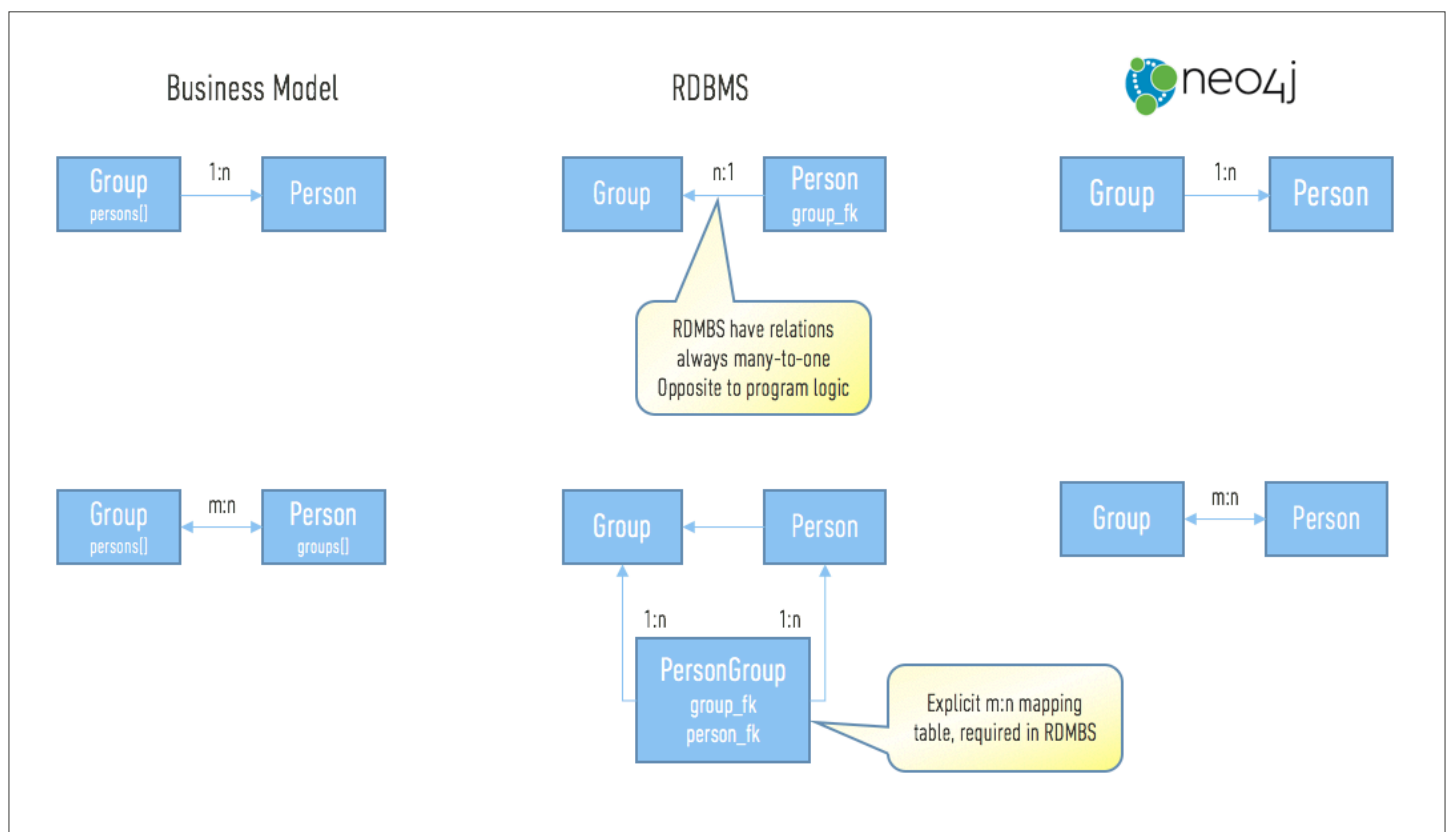 Business Model
RDBMS
neo4j
Group
persons[]
1:n
Person
Group
n:1
Person
group_fk
Group
1:n
Person
RDMBS have relations
always many-to-one
Opposite to program logic
Group
persons[]
m:n
Person
groups[]
Group
Person
Group
m:n
Person
1:n
1:n
PersonGroup
group_fk
person_fk
Explicit m:n mapping
table, required in RDMBS